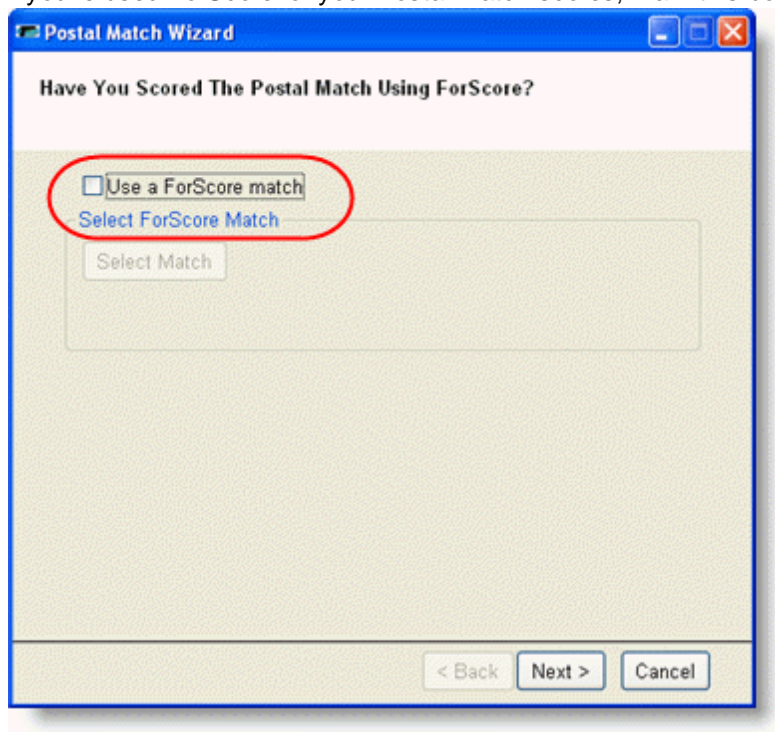 Postal Match Wizard
Have You Scored The Postal Match Using ForScore?
Use a ForScore match
Select ForScore Match
Select Match
< Back Next > Cancel